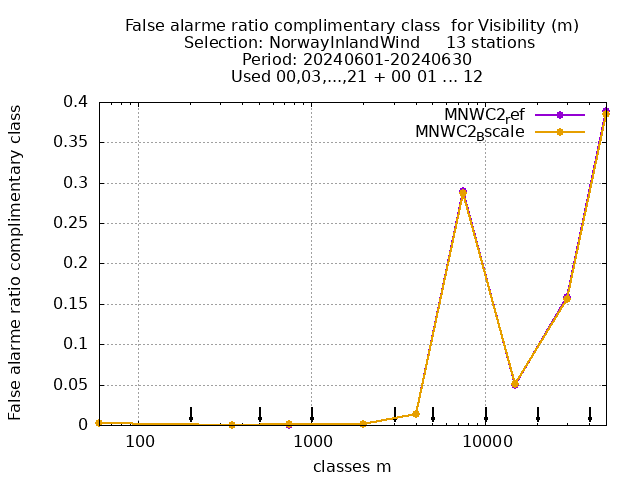 False alarme ratio complimentary class  for Visibility (m)
Selection: NorwayInlandWind     13 stations
Period: 20240601-20240630
Used 00,03,...,21 + 00 01 ... 12
False alarme ratio complimentary class
0.4
0.35
0.3
0.25
0.2
0.15
0.1
0.05
0
MNWC2ref
MNWC2Bscale
100
1000
10000
classes m